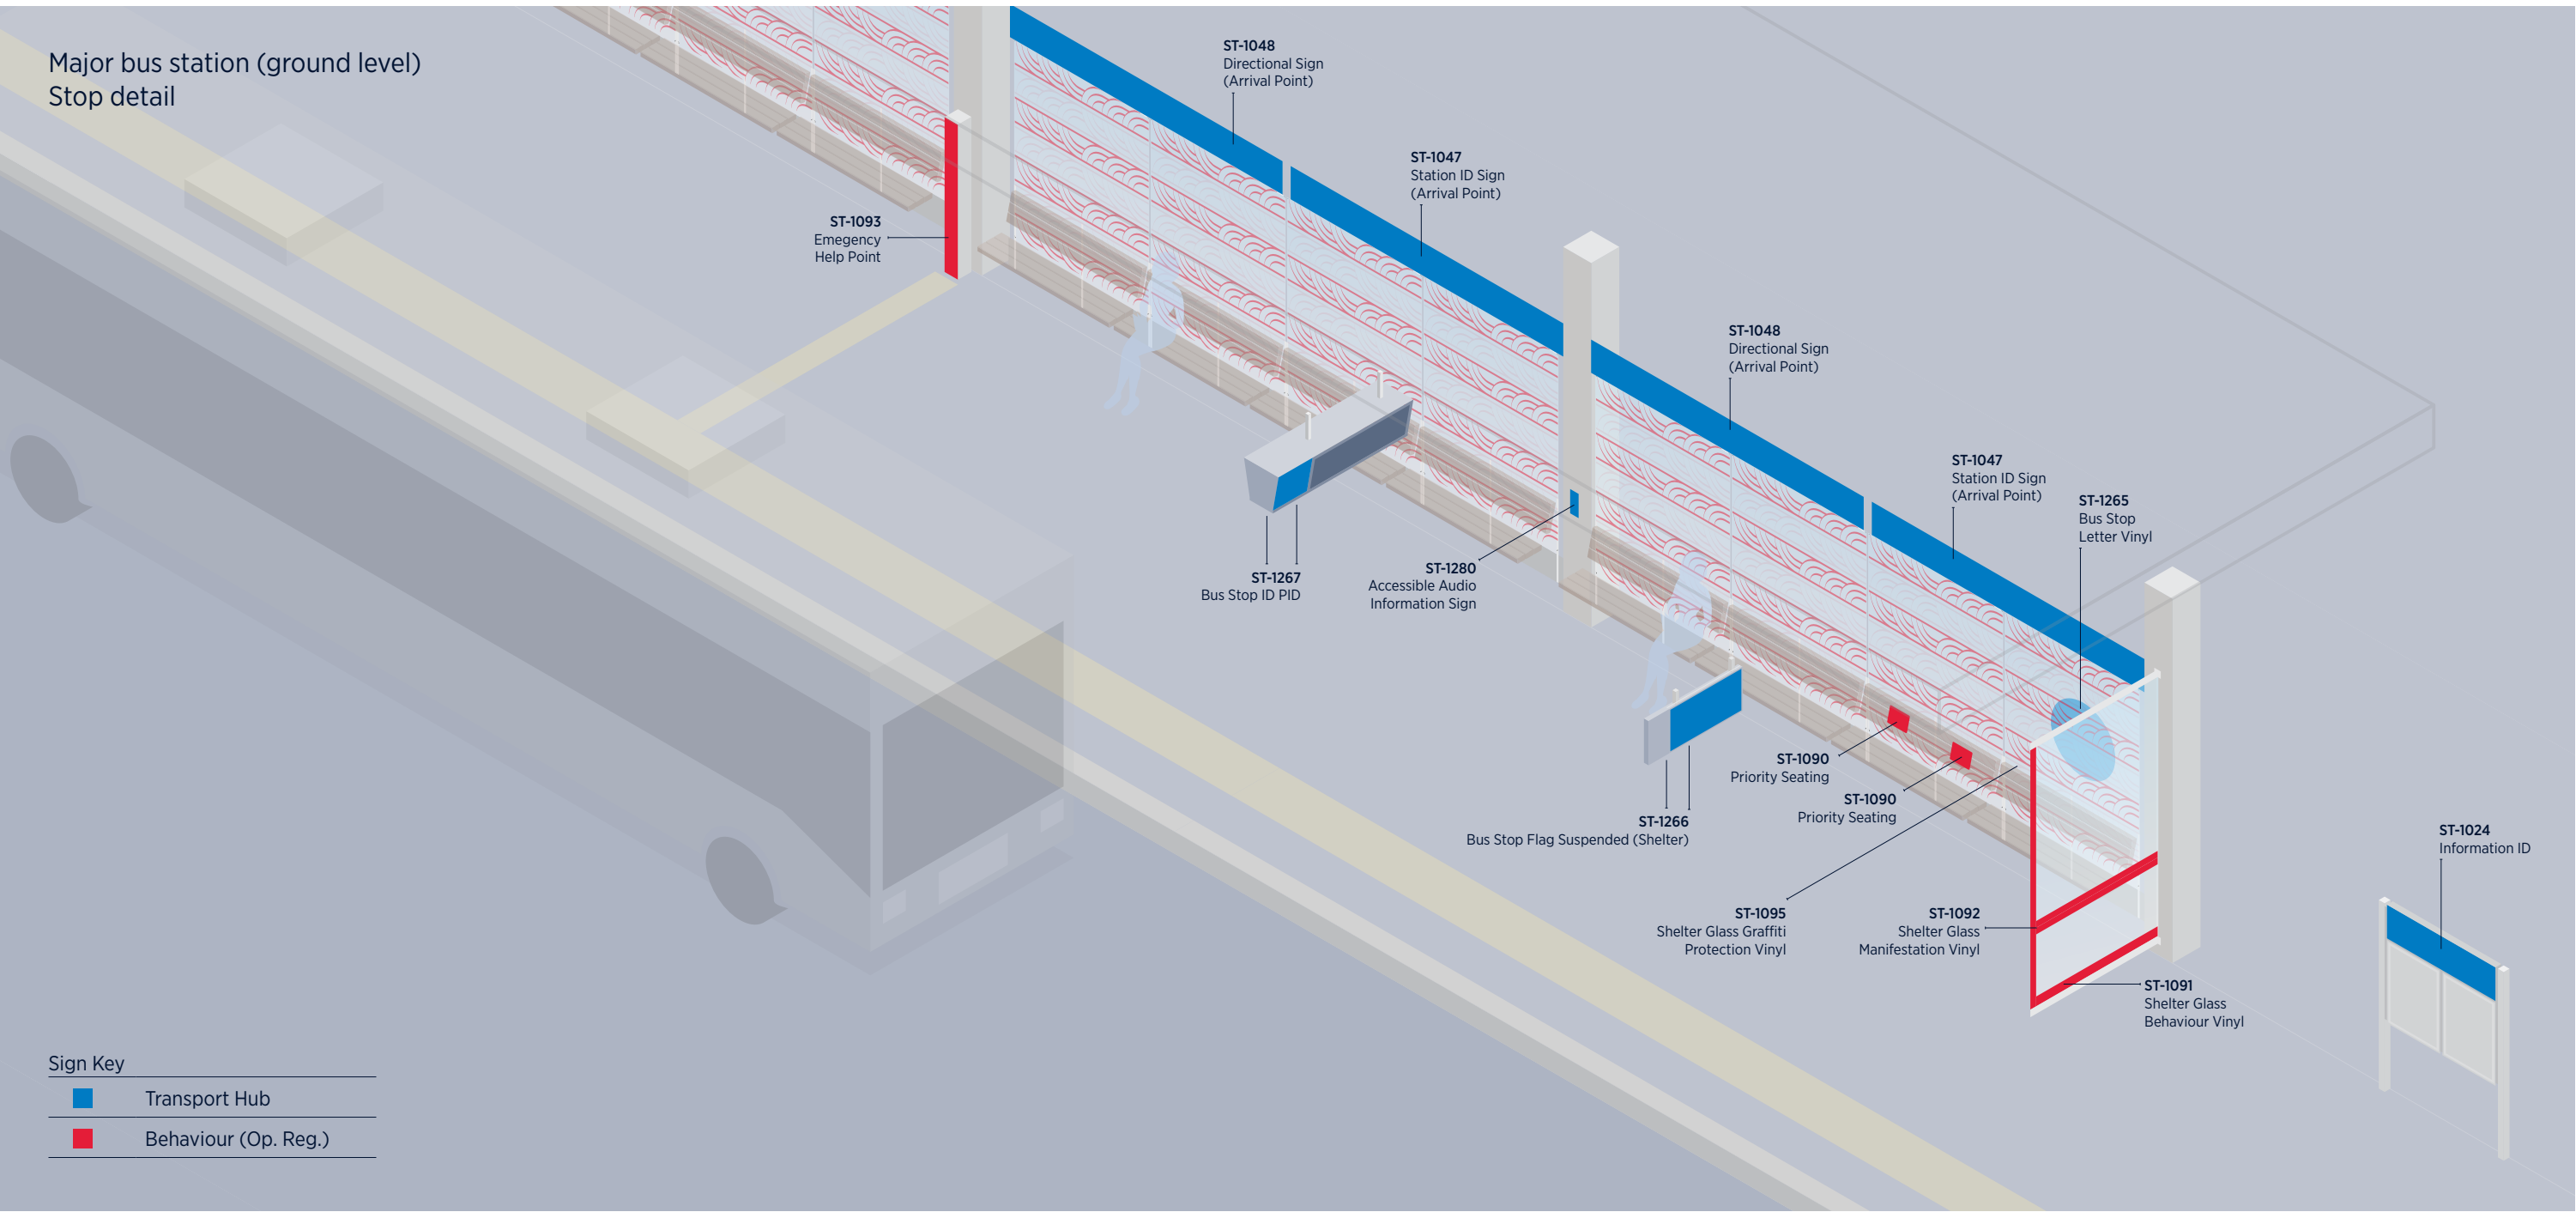 Major bus station (ground level)
Stop detail
ST-1048
Directional Sign
(Arrival Point)
ST-1047
Station ID Sign
(Arrival Point)
ST-1093
Emegency
Help Point
ST-1048
Directional Sign
(Arrival Point)
ST-1047
Station ID Sign
(Arrival Point)
ST-1265
Bus Stop
Letter Vinyl
ST-1267
Bus Stop ID PID
ST-1280
Accessible Audio
Information Sign
ST-1090
Priority Seating
ST-1090
Priority Seating
ST-1266
Bus Stop Flag Suspended (Shelter)
ST-1024
Information ID
ST-1095
Shelter Glass Graffiti
Protection Vinyl
ST-1092
Shelter Glass
Manifestation Vinyl
ST-1091
Shelter Glass
Behaviour Vinyl
Sign Key
Transport Hub
Behaviour (Op. Reg.)